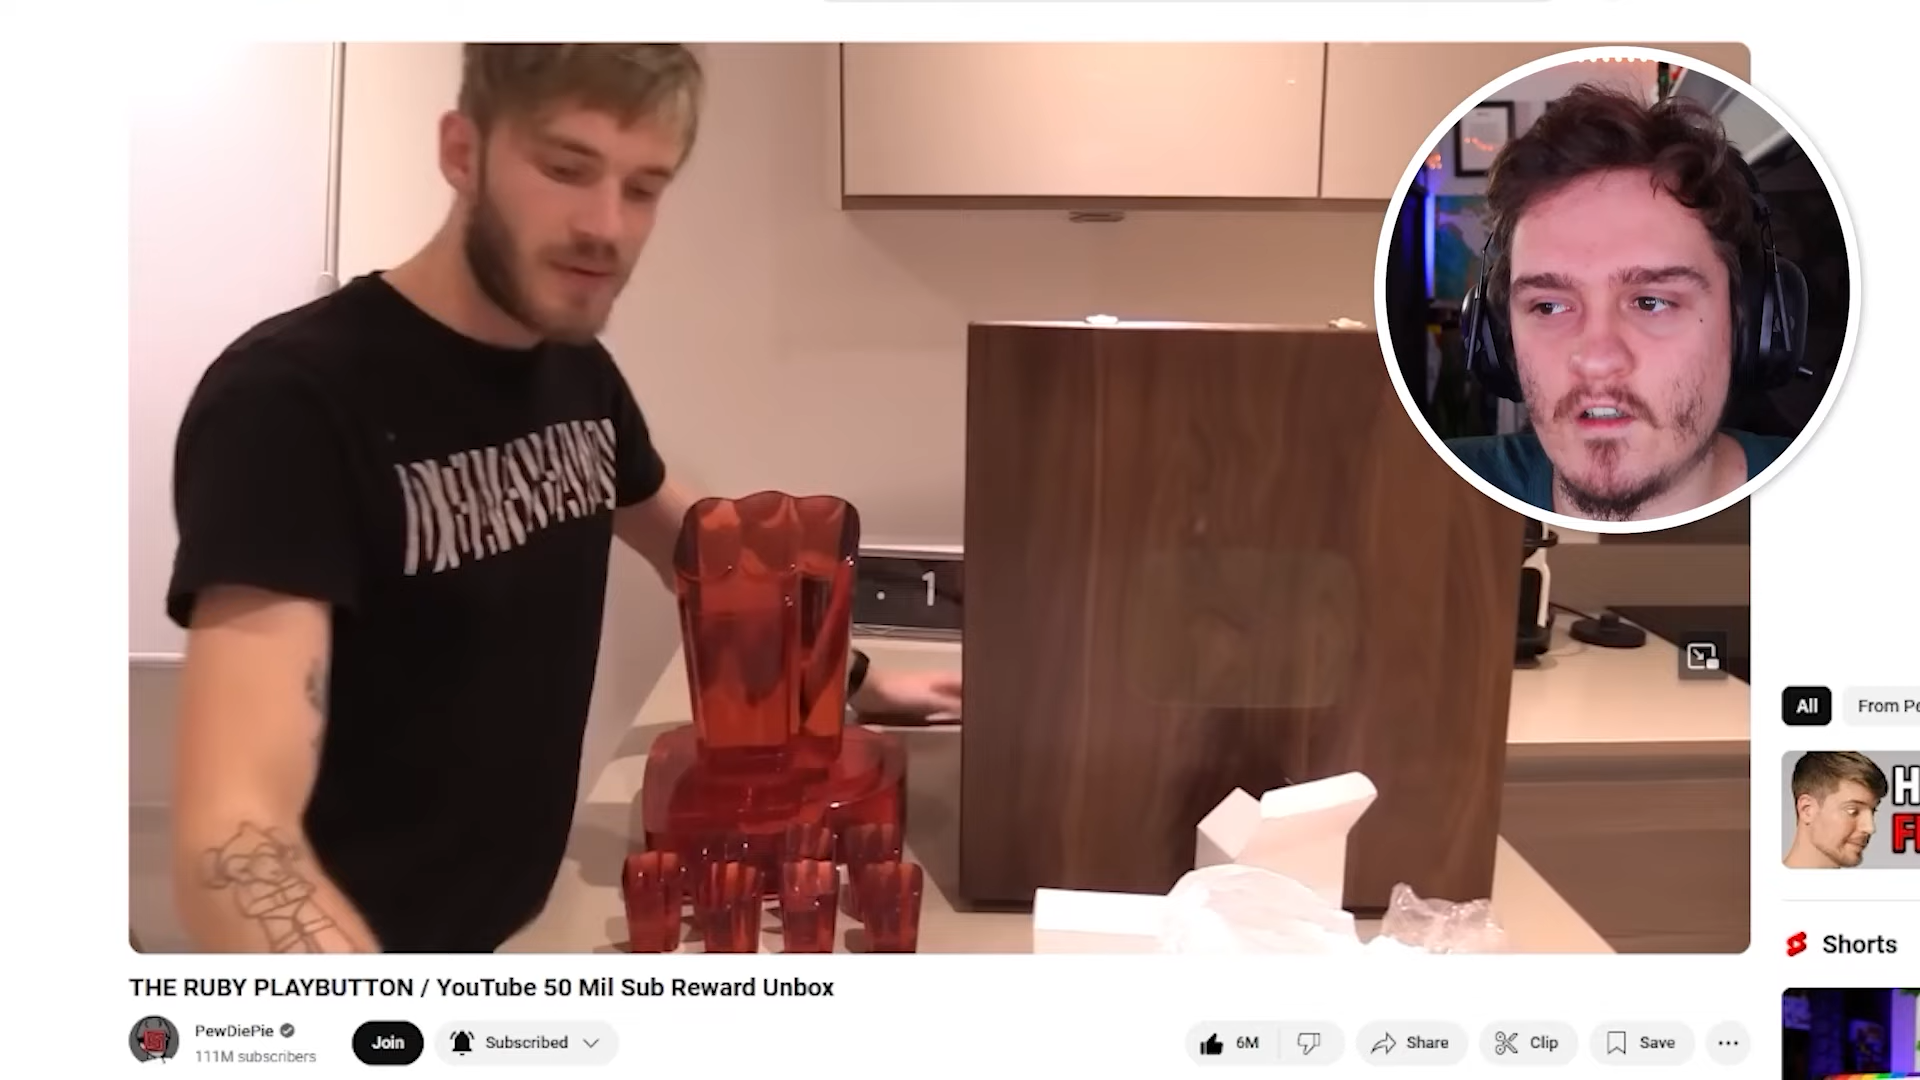 1
All
From Pe
H
F
Shorts
THE RUBY PLAYBUTTON / YouTube 50 Mil Sub Reward Unbox
PewDiePie
111M subscribers
Join
Subscribed
6M
Share
Clip
Save